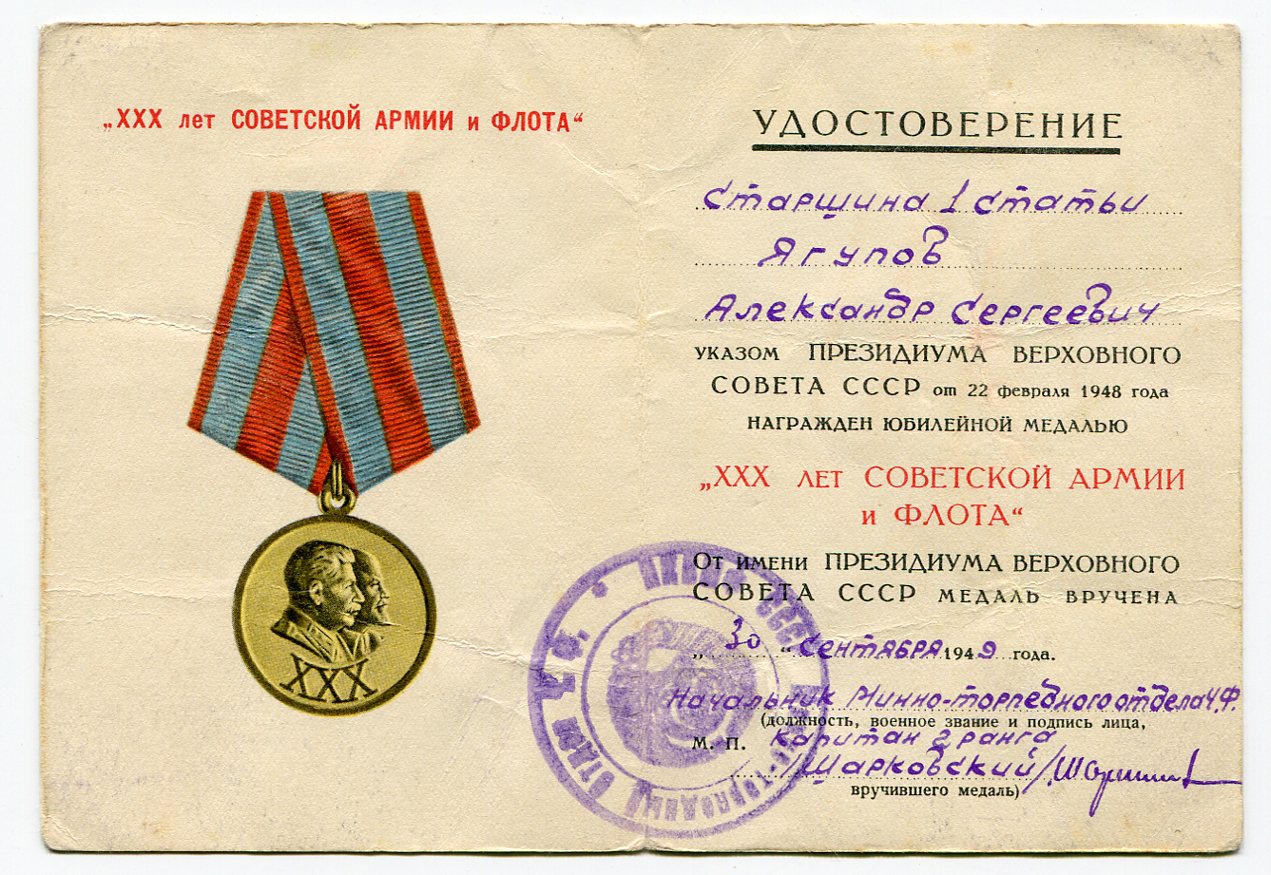 „XXX лет СОВЕТСКОЙ АРМИИ и ФЛОТА“
XXX
УДОСТОВЕРЕНИЕ
Старшина 1 статьи
Ягупов
Александр Сергеевич
УКАЗОМ ПРЕЗИДИУМА ВЕРХОВНОГО
СОВЕТА СССР от 22 февраля 1948 года
НАГРАЖДЕН ЮБИЛЕЙНОЙ МЕДАЛЬЮ
„XXX ЛЕТ СОВЕТСКОЙ АРМИИ
и ФЛОТА“
От имени ПРЕЗИДИУМА ВЕРХОВНОГО
СОВЕТА СССР МЕДАЛЬ ВРУЧЕНА
„30“ сентября 1949 года.
Начальник Минно-торпедного отдела Ч.Ф.
(должность, военное звание и подпись лица,
М. П. Капитан 2 ранга
/Шарковский/
вручившего медаль)